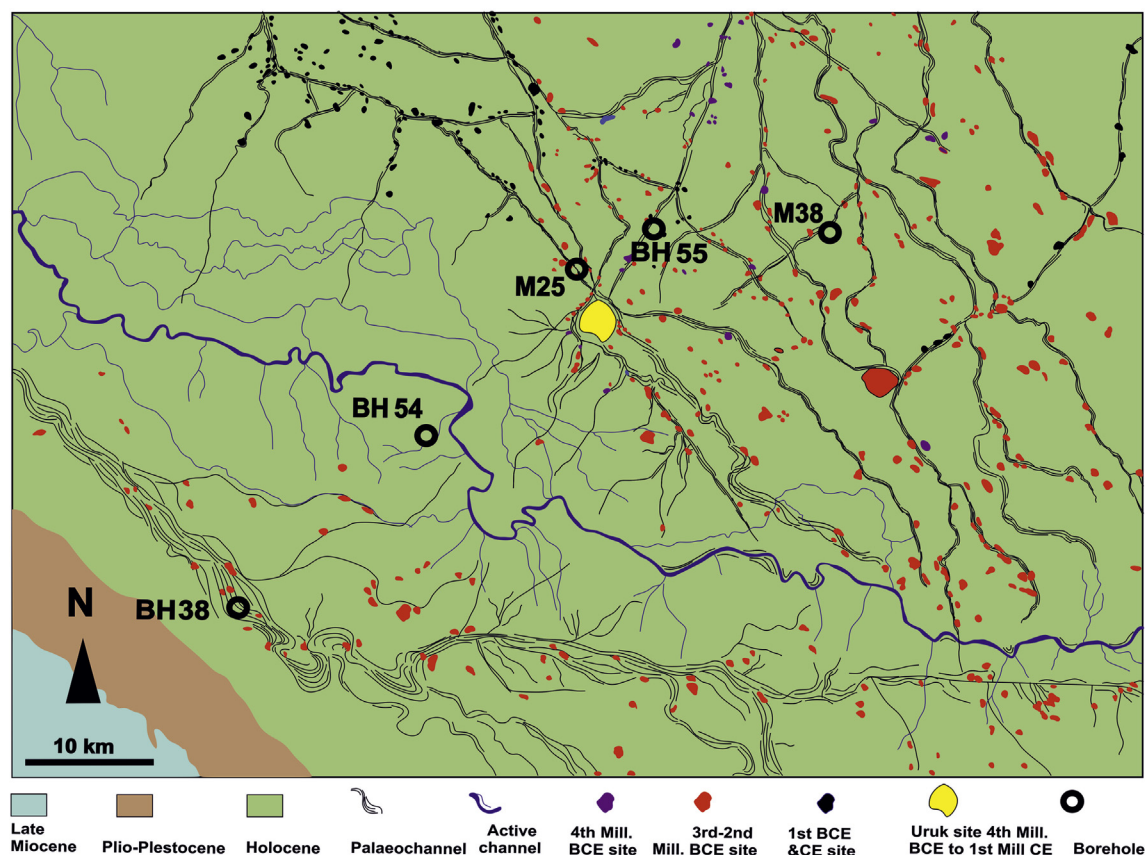 M38
BH 55
M25
BH 54
N
BH38
10 km
Late
Miocene
Plio-Plestocene
Holocene
Palaeochannel
Active
channel
4th Mill.
BCE site
3rd-2nd
Mill. BCE site
1st BCE
&CE site
Uruk site 4th Mill.
BCE to 1st Mill CE
Borehole